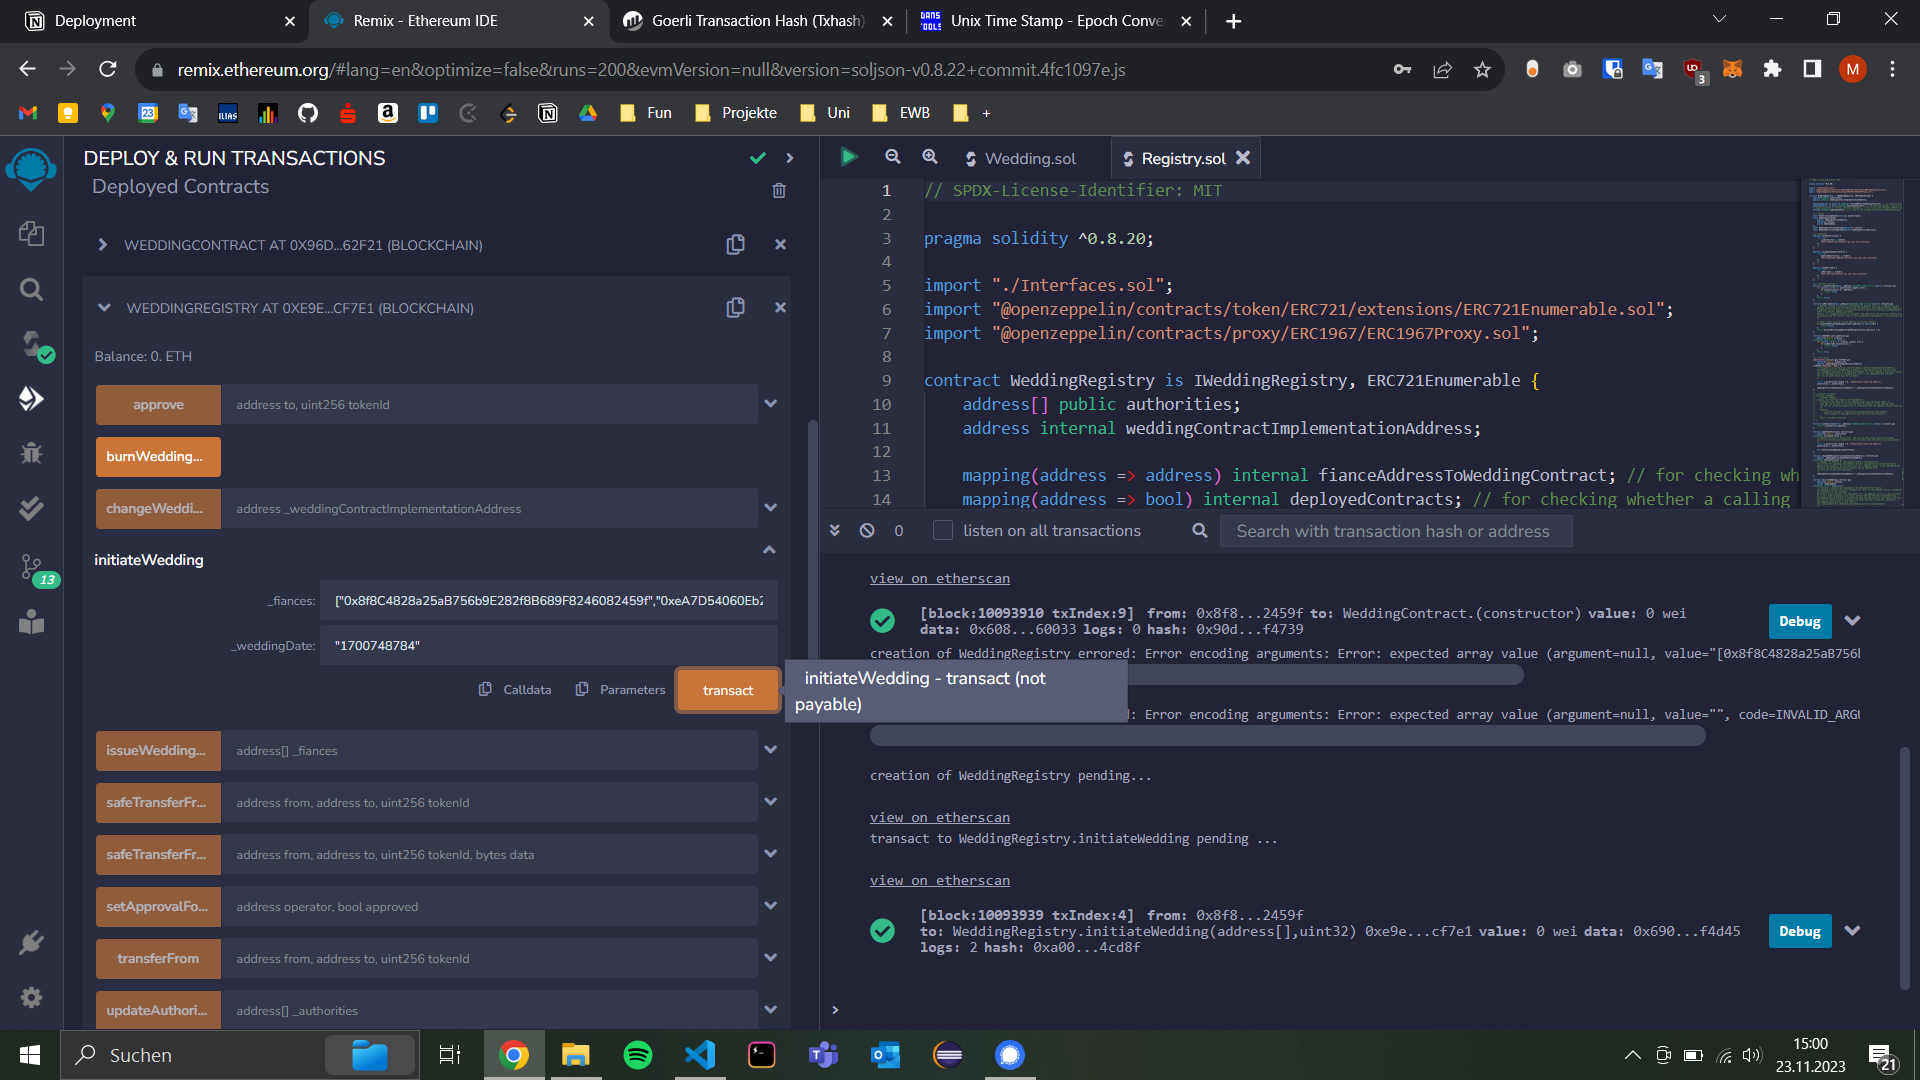 Deployment
Remix - Ethereum IDE
Goerli Transaction Hash (Txhash)
DANS TOOLS
Unix Time Stamp - Epoch Conve
remix.ethereum.org/#lang=en&optimize=false&runs=200&evmVersion=null&version=soljson-v0.8.22+commit.4fc1097e.js
3
M
23
ILIAS
Fun
Projekte
Uni
EWB
+
DEPLOY & RUN TRANSACTIONS
Deployed Contracts
WEDDINGCONTRACT AT 0X96D...62F21 (BLOCKCHAIN)
WEDDINGREGISTRY AT 0XE9E...CF7E1 (BLOCKCHAIN)
Balance: 0. ETH
approve
address to, uint256 tokenId
burnWedding...
changeWeddi...
address _weddingContractImplementationAddress
initiateWedding
_fiances:
["0x8f8C4828a25aB756b9E282f8B689F8246082459f","0xeA7D54060Eb2
_weddingDate:
"1700748784"
Calldata
Parameters
transact
initiateWedding - transact (not
payable)
issueWedding...
address[] _fiances
safeTransferFr...
address from, address to, uint256 tokenId
safeTransferFr...
address from, address to, uint256 tokenId, bytes data
setApprovalFo...
address operator, bool approved
transferFrom
address from, address to, uint256 tokenId
updateAuthori...
address[] _authorities
13
Wedding.sol
Registry.sol
1 // SPDX-License-Identifier: MIT
2
3 pragma solidity ^0.8.20;
4
5 import "./Interfaces.sol";
6 import "@openzeppelin/contracts/token/ERC721/extensions/ERC721Enumerable.sol";
7 import "@openzeppelin/contracts/proxy/ERC1967/ERC1967Proxy.sol";
8
9 contract WeddingRegistry is IWeddingRegistry, ERC721Enumerable {
10 address[] public authorities;
11 address internal weddingContractImplementationAddress;
12
13 mapping(address => address) internal fianceAddressToWeddingContract; // for checking wh
14 mapping(address => bool) internal deployedContracts; // for checking whether a calling
0
listen on all transactions
Search with transaction hash or address
view on etherscan
[block:10093910 txIndex:9] from: 0x8f8...2459f to: WeddingContract.(constructor) value: 0 wei
data: 0x608...60033 logs: 0 hash: 0x90d...f4739
Debug
creation of WeddingRegistry errored: Error encoding arguments: Error: expected array value (argument=null, value="[0x8f8C4828a25aB756b
d: Error encoding arguments: Error: expected array value (argument=null, value="", code=INVALID_ARGU
creation of WeddingRegistry pending...
view on etherscan
transact to WeddingRegistry.initiateWedding pending ...
view on etherscan
[block:10093939 txIndex:4] from: 0x8f8...2459f
to: WeddingRegistry.initiateWedding(address[],uint32) 0xe9e...cf7e1 value: 0 wei data: 0x690...f4d45
logs: 2 hash: 0xa00...4cd8f
Debug
>
Suchen
15:00
23.11.2023
21